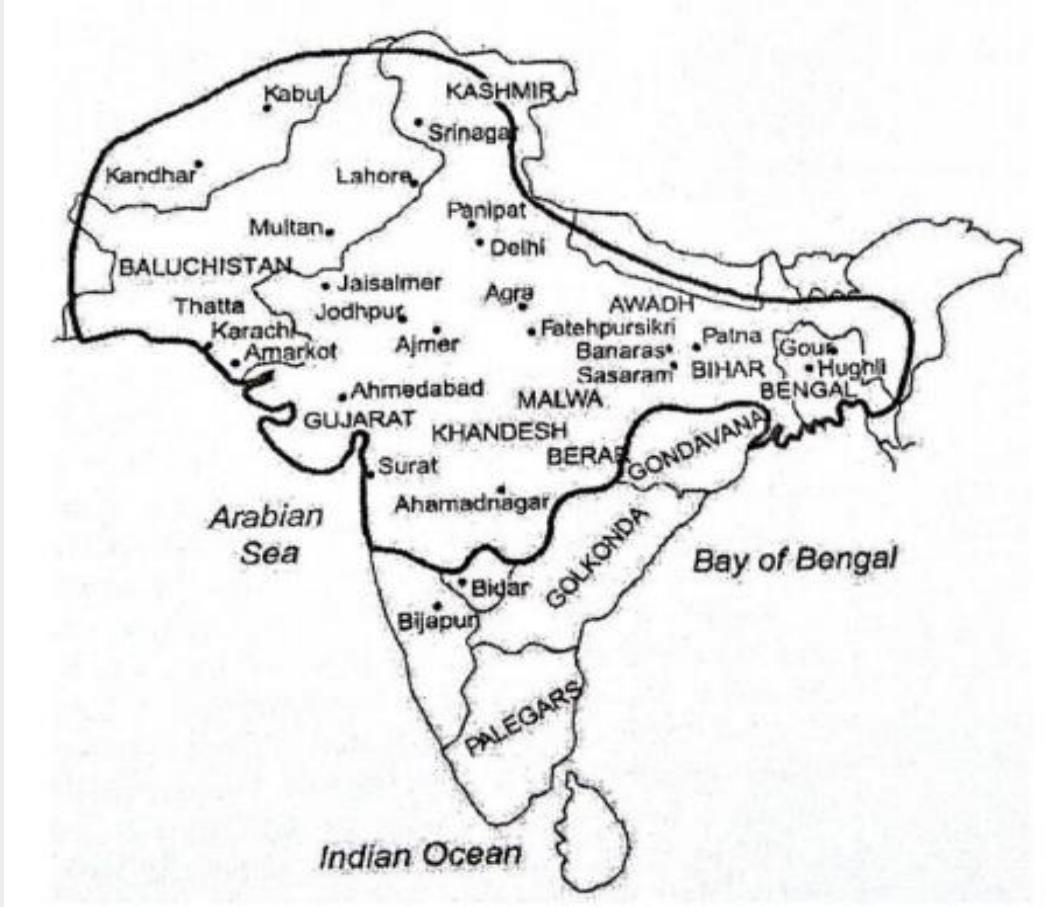 Kabul
KASHMIR
Srinagar
Kandhar
Lahore
Panipat
Multan
Delhi
BALUCHISTAN
Jaisalmer
Agra
AWADH
Thatta
Jodhpur
Karachi
Fatehpursikri
Patna
Amarkot
Ajmer
Banaras
Gour
Sasaram
BIHAR
Hughli
Ahmedabad
MALWA
BENGAL
GUJARAT
KHANDESH
BERAR
GONDAVANA
Surat
Ahamadnagar
Arabian
Sea
GOLKONDA
Bay of Bengal
Bidar
Bijapur
PALEGARS
Indian Ocean